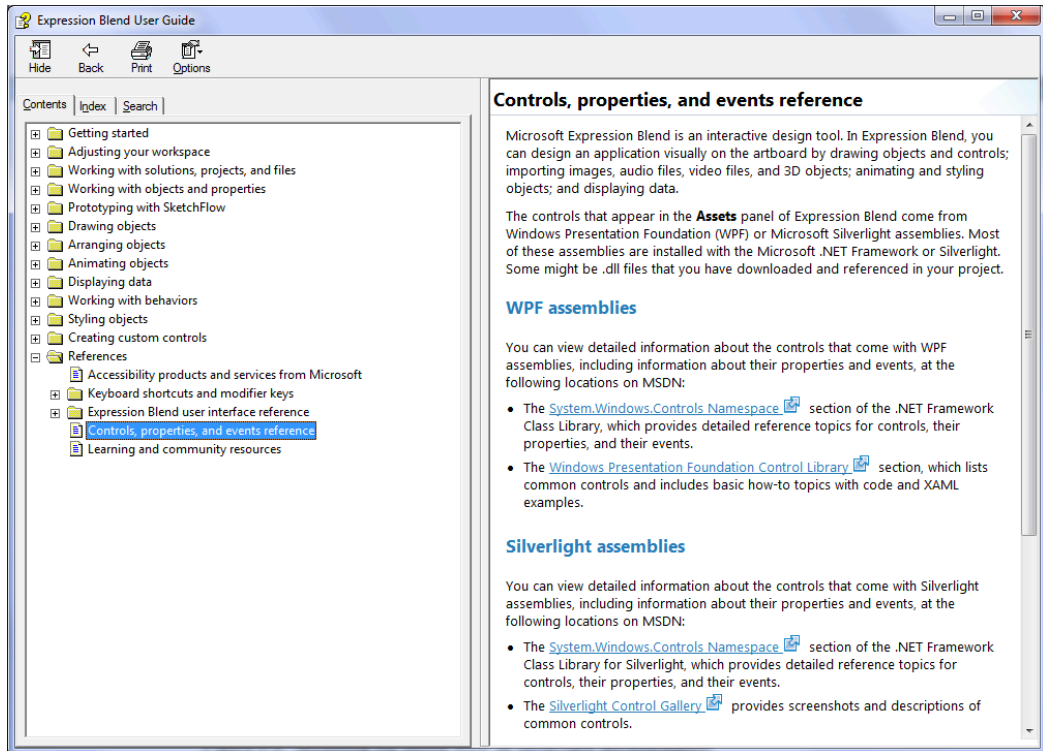 Expression Blend User Guide
Hide Back Print Options
Contents Index Search
Getting started
Adjusting your workspace
Working with solutions, projects, and files
Working with objects and properties
Prototyping with SketchFlow
Drawing objects
Arranging objects
Animating objects
Displaying data
Working with behaviors
Styling objects
Creating custom controls
References
Accessibility products and services from Microsoft
Keyboard shortcuts and modifier keys
Expression Blend user interface reference
Controls, properties, and events reference
Learning and community resources
Controls, properties, and events reference
Microsoft Expression Blend is an interactive design tool. In Expression Blend, you
can design an application visually on the artboard by drawing objects and controls;
importing images, audio files, video files, and 3D objects; animating and styling
objects; and displaying data.
The controls that appear in the Assets panel of Expression Blend come from
Windows Presentation Foundation (WPF) or Microsoft Silverlight assemblies. Most
of these assemblies are installed with the Microsoft .NET Framework or Silverlight.
Some might be .dll files that you have downloaded and referenced in your project.
WPF assemblies
You can view detailed information about the controls that come with WPF
assemblies, including information about their properties and events, at the
following locations on MSDN:
• The System.Windows.Controls Namespace section of the .NET Framework
Class Library, which provides detailed reference topics for controls, their
properties, and their events.
• The Windows Presentation Foundation Control Library section, which lists
common controls and includes basic how-to topics with code and XAML
examples.
Silverlight assemblies
You can view detailed information about the controls that come with Silverlight
assemblies, including information about their properties and events, at the
following locations on MSDN:
• The System.Windows.Controls Namespace section of the .NET Framework
Class Library for Silverlight, which provides detailed reference topics for
controls, their properties, and their events.
• The Silverlight Control Gallery provides screenshots and descriptions of
common controls.